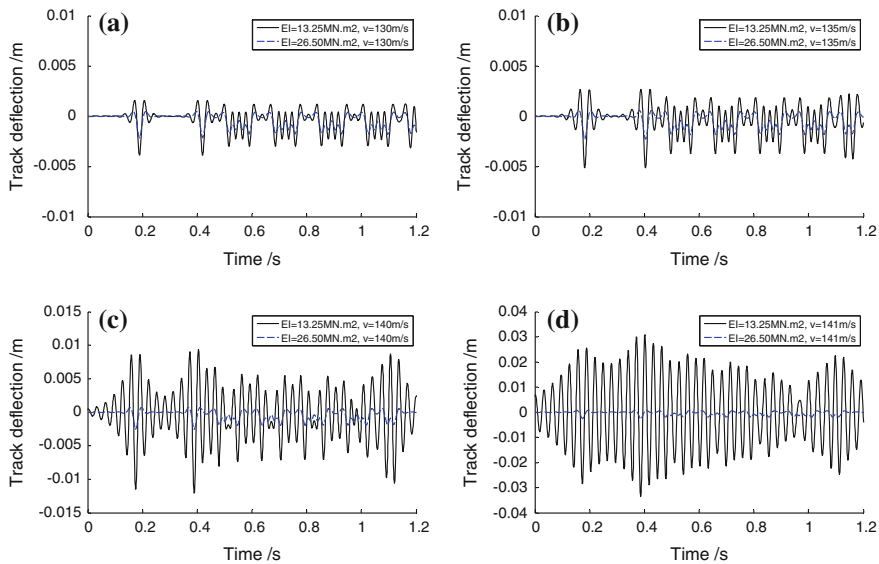 (a)
EI=13.25MN.m2, v=130m/s
EI=26.50MN.m2, v=130m/s
Track deflection /m
0.01
0.005
0
-0.005
-0.01
0 0.2 0.4 0.6 0.8 1 1.2
Time /s
(b)
EI=13.25MN.m2, v=135m/s
EI=26.50MN.m2, v=135m/s
Track deflection /m
0.01
0.005
0
-0.005
-0.01
0 0.2 0.4 0.6 0.8 1 1.2
Time /s
(c)
EI=13.25MN.m2, v=140m/s
EI=26.50MN.m2, v=140m/s
Track deflection /m
0.015
0.01
0.005
0
-0.005
-0.01
-0.015
0 0.2 0.4 0.6 0.8 1 1.2
Time /s
(d)
EI=13.25MN.m2, v=141m/s
EI=26.50MN.m2, v=141m/s
Track deflection /m
0.04
0.03
0.02
0.01
0
-0.01
-0.02
-0.03
-0.04
0 0.2 0.4 0.6 0.8 1 1.2
Time /s